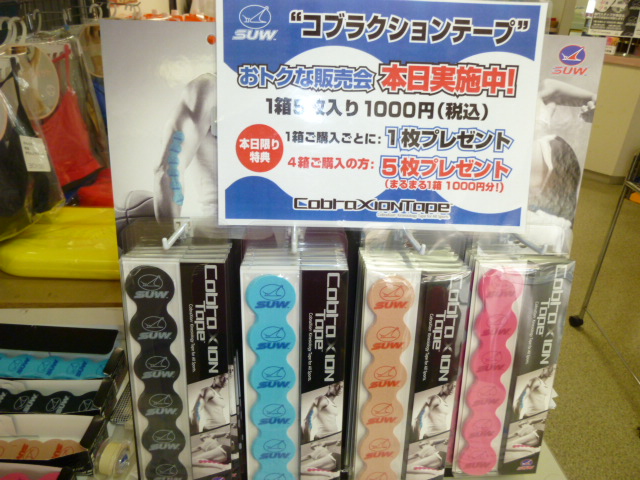 SUW.
"コブラクションテープ"
SUW.
おトクな販売会 本日実施中!
1箱5枚入り1000円(税込)
本日限り
特典
1箱ご購入ごとに:1枚プレゼント
4箱ご購入の方:5枚プレゼント
(まるまる1箱 1000円分!)
CobraXionTape
SUW.
CobraXION
Tape
SUW.
CobraXION
Tape
SUW.
CobraXION
Tape
SUW.
CobraXION
Tape